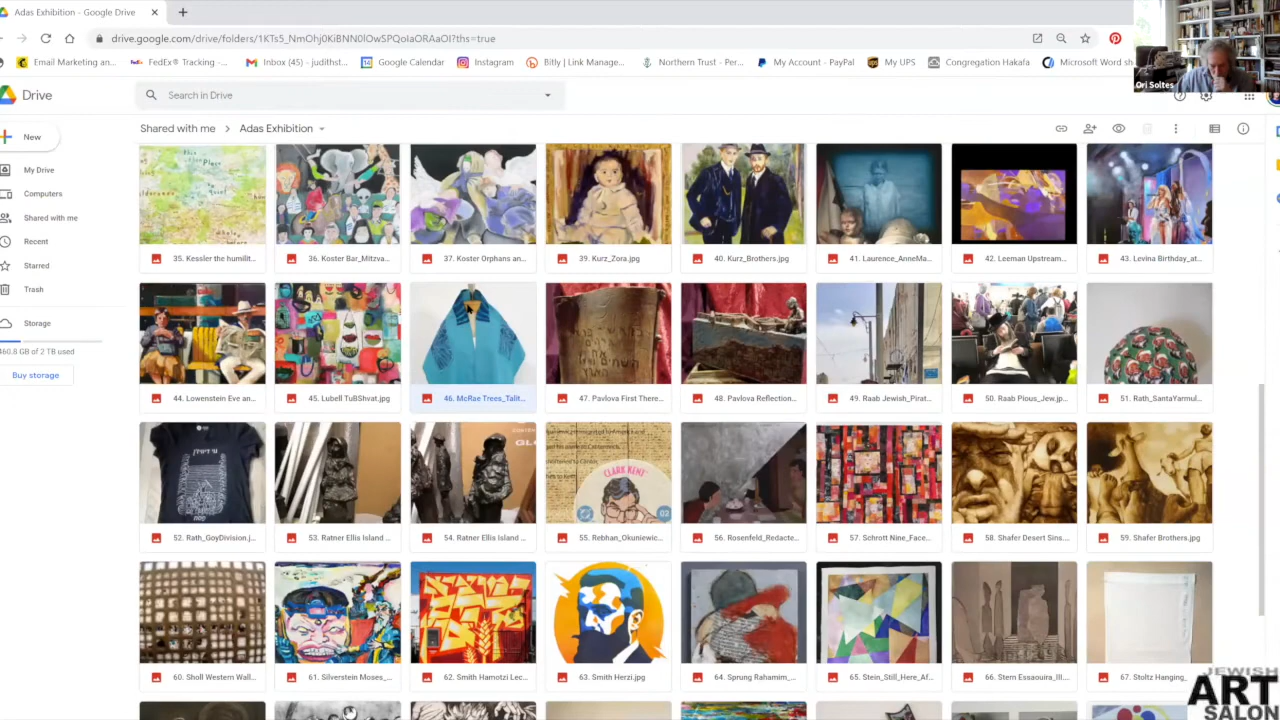 Adas Exhibition - Google Drive
drive.google.com/drive/folders/1KTs5_NmOhj0KiBNN0lOwSPQoIaORAaCI?ths=true
Email Marketing an...
FedEx® Tracking - ...
Inbox (45) - judithst...
Google Calendar
Instagram
Bitly | Link Manage...
Northern Trust - Per...
My Account - PayPal
My UPS
Congregation Hakafa
Microsoft Word sh
Ori Soltes
Drive
Search in Drive
New
Shared with me > Adas Exhibition
My Drive
Computers
Shared with me
Recent
Starred
Trash
Storage
460.8 GB of 2 TB used
Buy storage
35. Kessler the humilit...
36. Koster Bar_Mitzva...
37. Koster Orphans an...
39. Kurz_Zora.jpg
40. Kurz_Brothers.jpg
41. Laurence_AnneMa...
42. Leeman Upstream...
43. Levina Birthday_at...
44. Lowenstein Eve an...
45. Lubell TuBShvat.jpg
46. McRae Trees_Talit...
47. Pavlova First There...
48. Pavlova Reflection...
49. Raab Jewish_Pirat...
50. Raab Pious_Jew.jp...
51. Rath_SantaYarmul...
52. Rath_GoyDivision.j...
53. Ratner Ellis Island ...
54. Ratner Ellis Island ...
CLARK KENT
02
55. Rebhan_Okuniewic...
56. Rosenfeld_Redacte...
57. Schrott Nine_Face...
58. Shafer Desert Sins....
59. Shafer Brothers.jpg
60. Sholl Western Wall...
61. Silverstein Moses_...
62. Smith Hamotzi Lec...
63. Smith Herzl.jpg
64. Sprung Rahamim_...
65. Stein_Still_Here_Af...
66. Stern Essaouira_III....
67. Stoltz Hanging_
JEWISH
ART
SALON